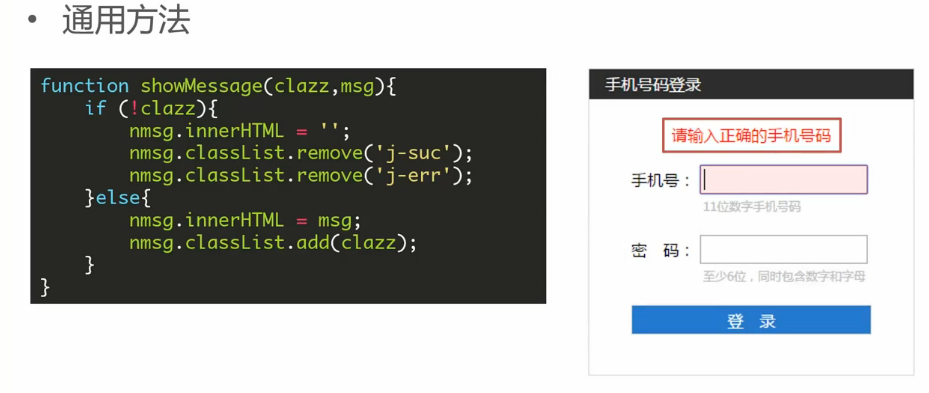 • 通用方法
function showMessage(clazz,msg){
if (!clazz){
nmsg.innerHTML = '';
nmsg.classList.remove('j-suc');
nmsg.classList.remove('j-err');
}else{
nmsg.innerHTML = msg;
nmsg.classList.add(clazz);
}
}
手机号码登录
请输入正确的手机号码
手机号：
11位数字手机号码
密 码：
至少6位，同时包含数字和字母
登 录